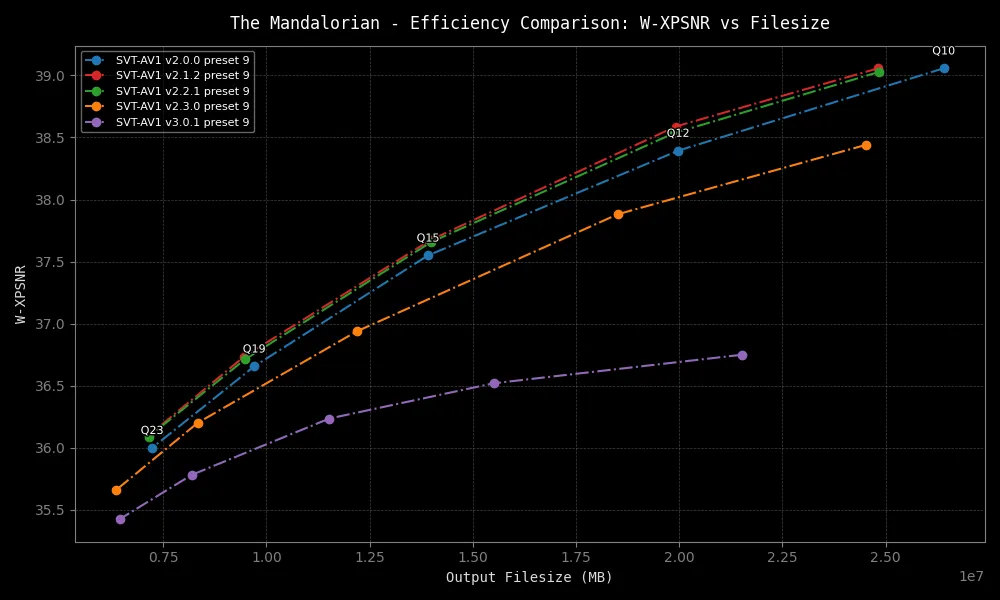 The Mandalorian - Efficiency Comparison: W-XPSNR vs Filesize
SVT-AV1 v2.0.0 preset 9
SVT-AV1 v2.1.2 preset 9
SVT-AV1 v2.2.1 preset 9
SVT-AV1 v2.3.0 preset 9
SVT-AV1 v3.0.1 preset 9
Q10
Q12
Q15
Q19
Q23
W-XPSNR
39.0
38.5
38.0
37.5
37.0
36.5
36.0
35.5
0.75 1.00 1.25 1.50 1.75 2.00 2.25 2.50
1e7
Output Filesize (MB)